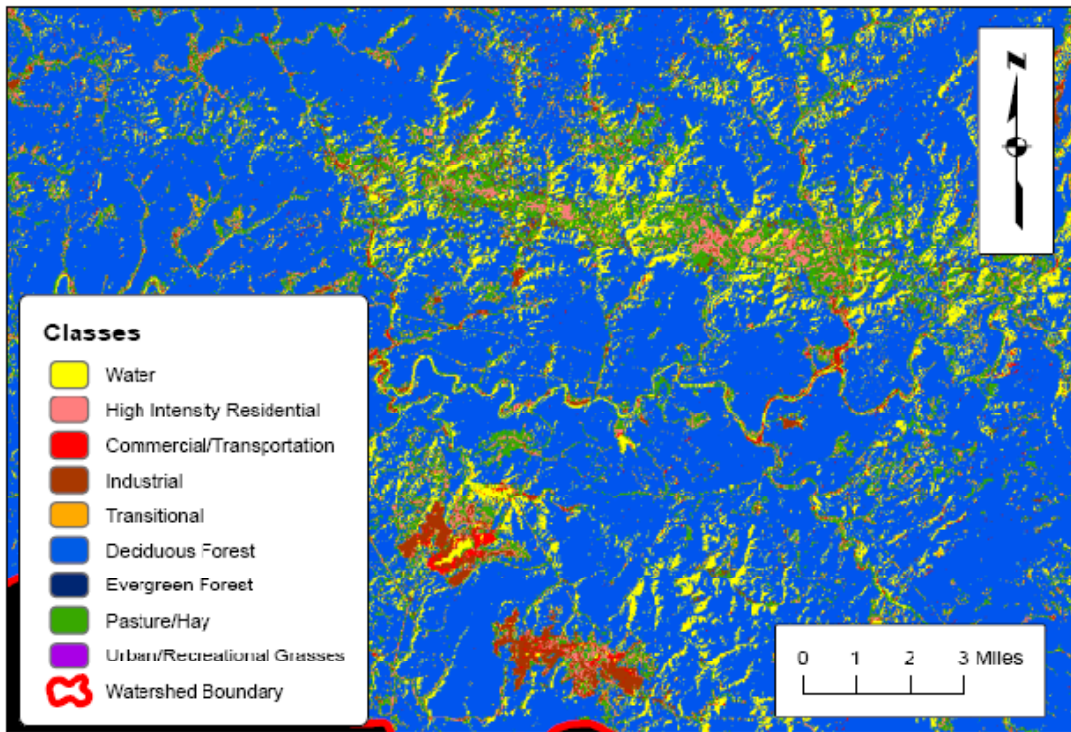 N
Classes
Water
High Intensity Residential
Commercial/Transportation
Industrial
Transitional
Deciduous Forest
Evergreen Forest
Pasture/Hay
Urban/Recreational Grasses
Watershed Boundary
0 1 2 3 Miles